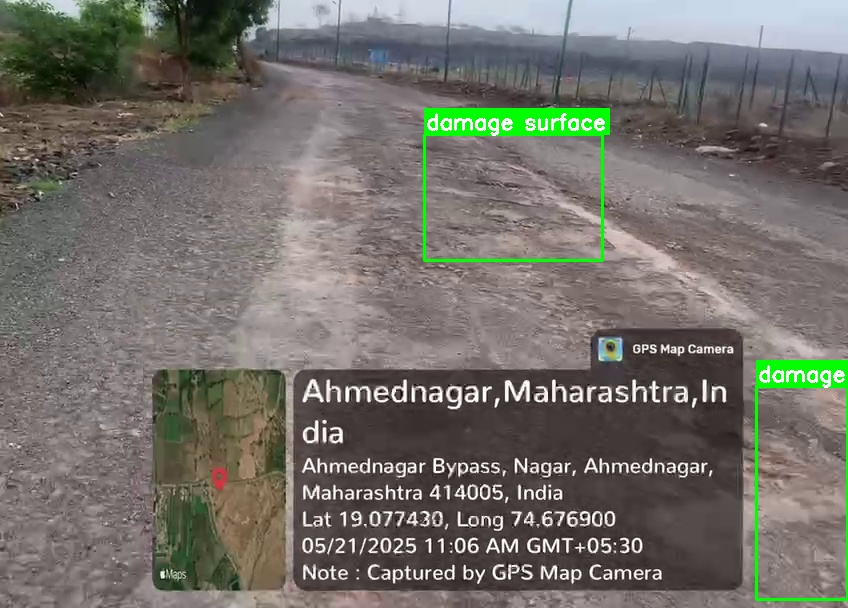 damage surface
GPS Map Camera
damage
Ahmednagar,Maharashtra,In
dia
Ahmednagar Bypass, Nagar, Ahmednagar,
Maharashtra 414005, India
Lat 19.077430, Long 74.676900
05/21/2025 11:06 AM GMT+05:30
Note : Captured by GPS Map Camera
Maps